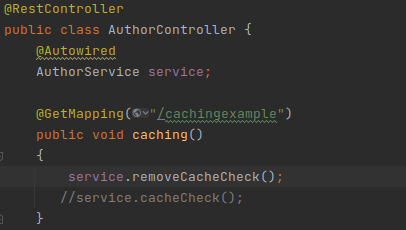 @RestController
public class AuthorController {
    @Autowired
    AuthorService service;

    @GetMapping("/cachingexample")
    public void caching()
    {
        service.removeCacheCheck();
       //service.cacheCheck();
    }